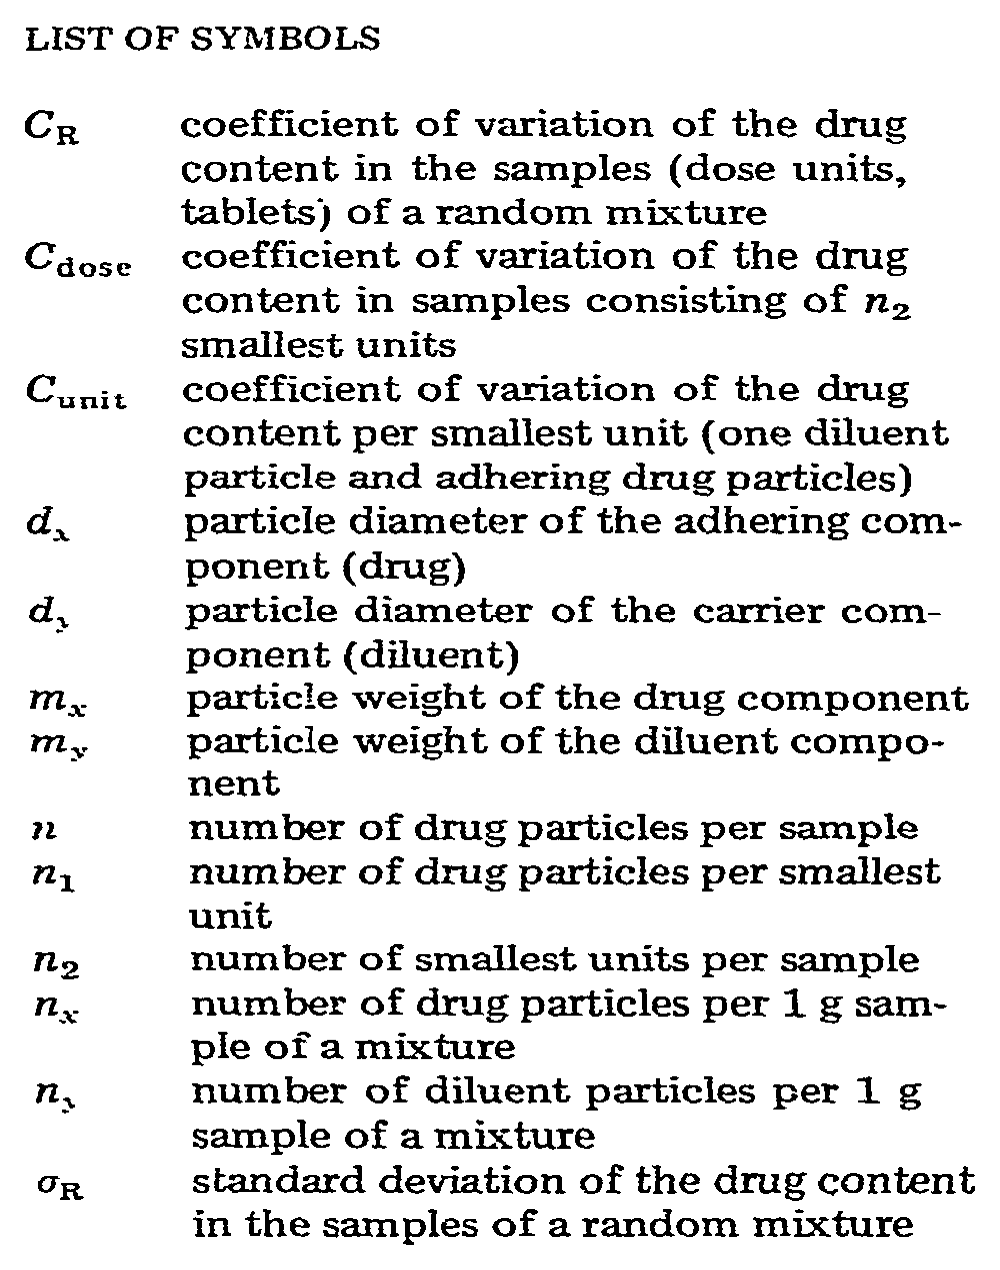 LIST OF SYMBOLS
C_R coefficient of variation of the drug
content in the samples (dose units,
tablets) of a random mixture
C_dose coefficient of variation of the drug
content in samples consisting of n_2
smallest units
C_unit coefficient of variation of the drug
content per smallest unit (one diluent
particle and adhering drug particles)
d_x particle diameter of the adhering com-
ponent (drug)
d_y particle diameter of the carrier com-
ponent (diluent)
m_x particle weight of the drug component
m_y particle weight of the diluent compo-
nent
n number of drug particles per sample
n_1 number of drug particles per smallest
unit
n_2 number of smallest units per sample
n_x number of drug particles per 1 g sam-
ple of a mixture
n_y number of diluent particles per 1 g
sample of a mixture
σ_R standard deviation of the drug content
in the samples of a random mixture